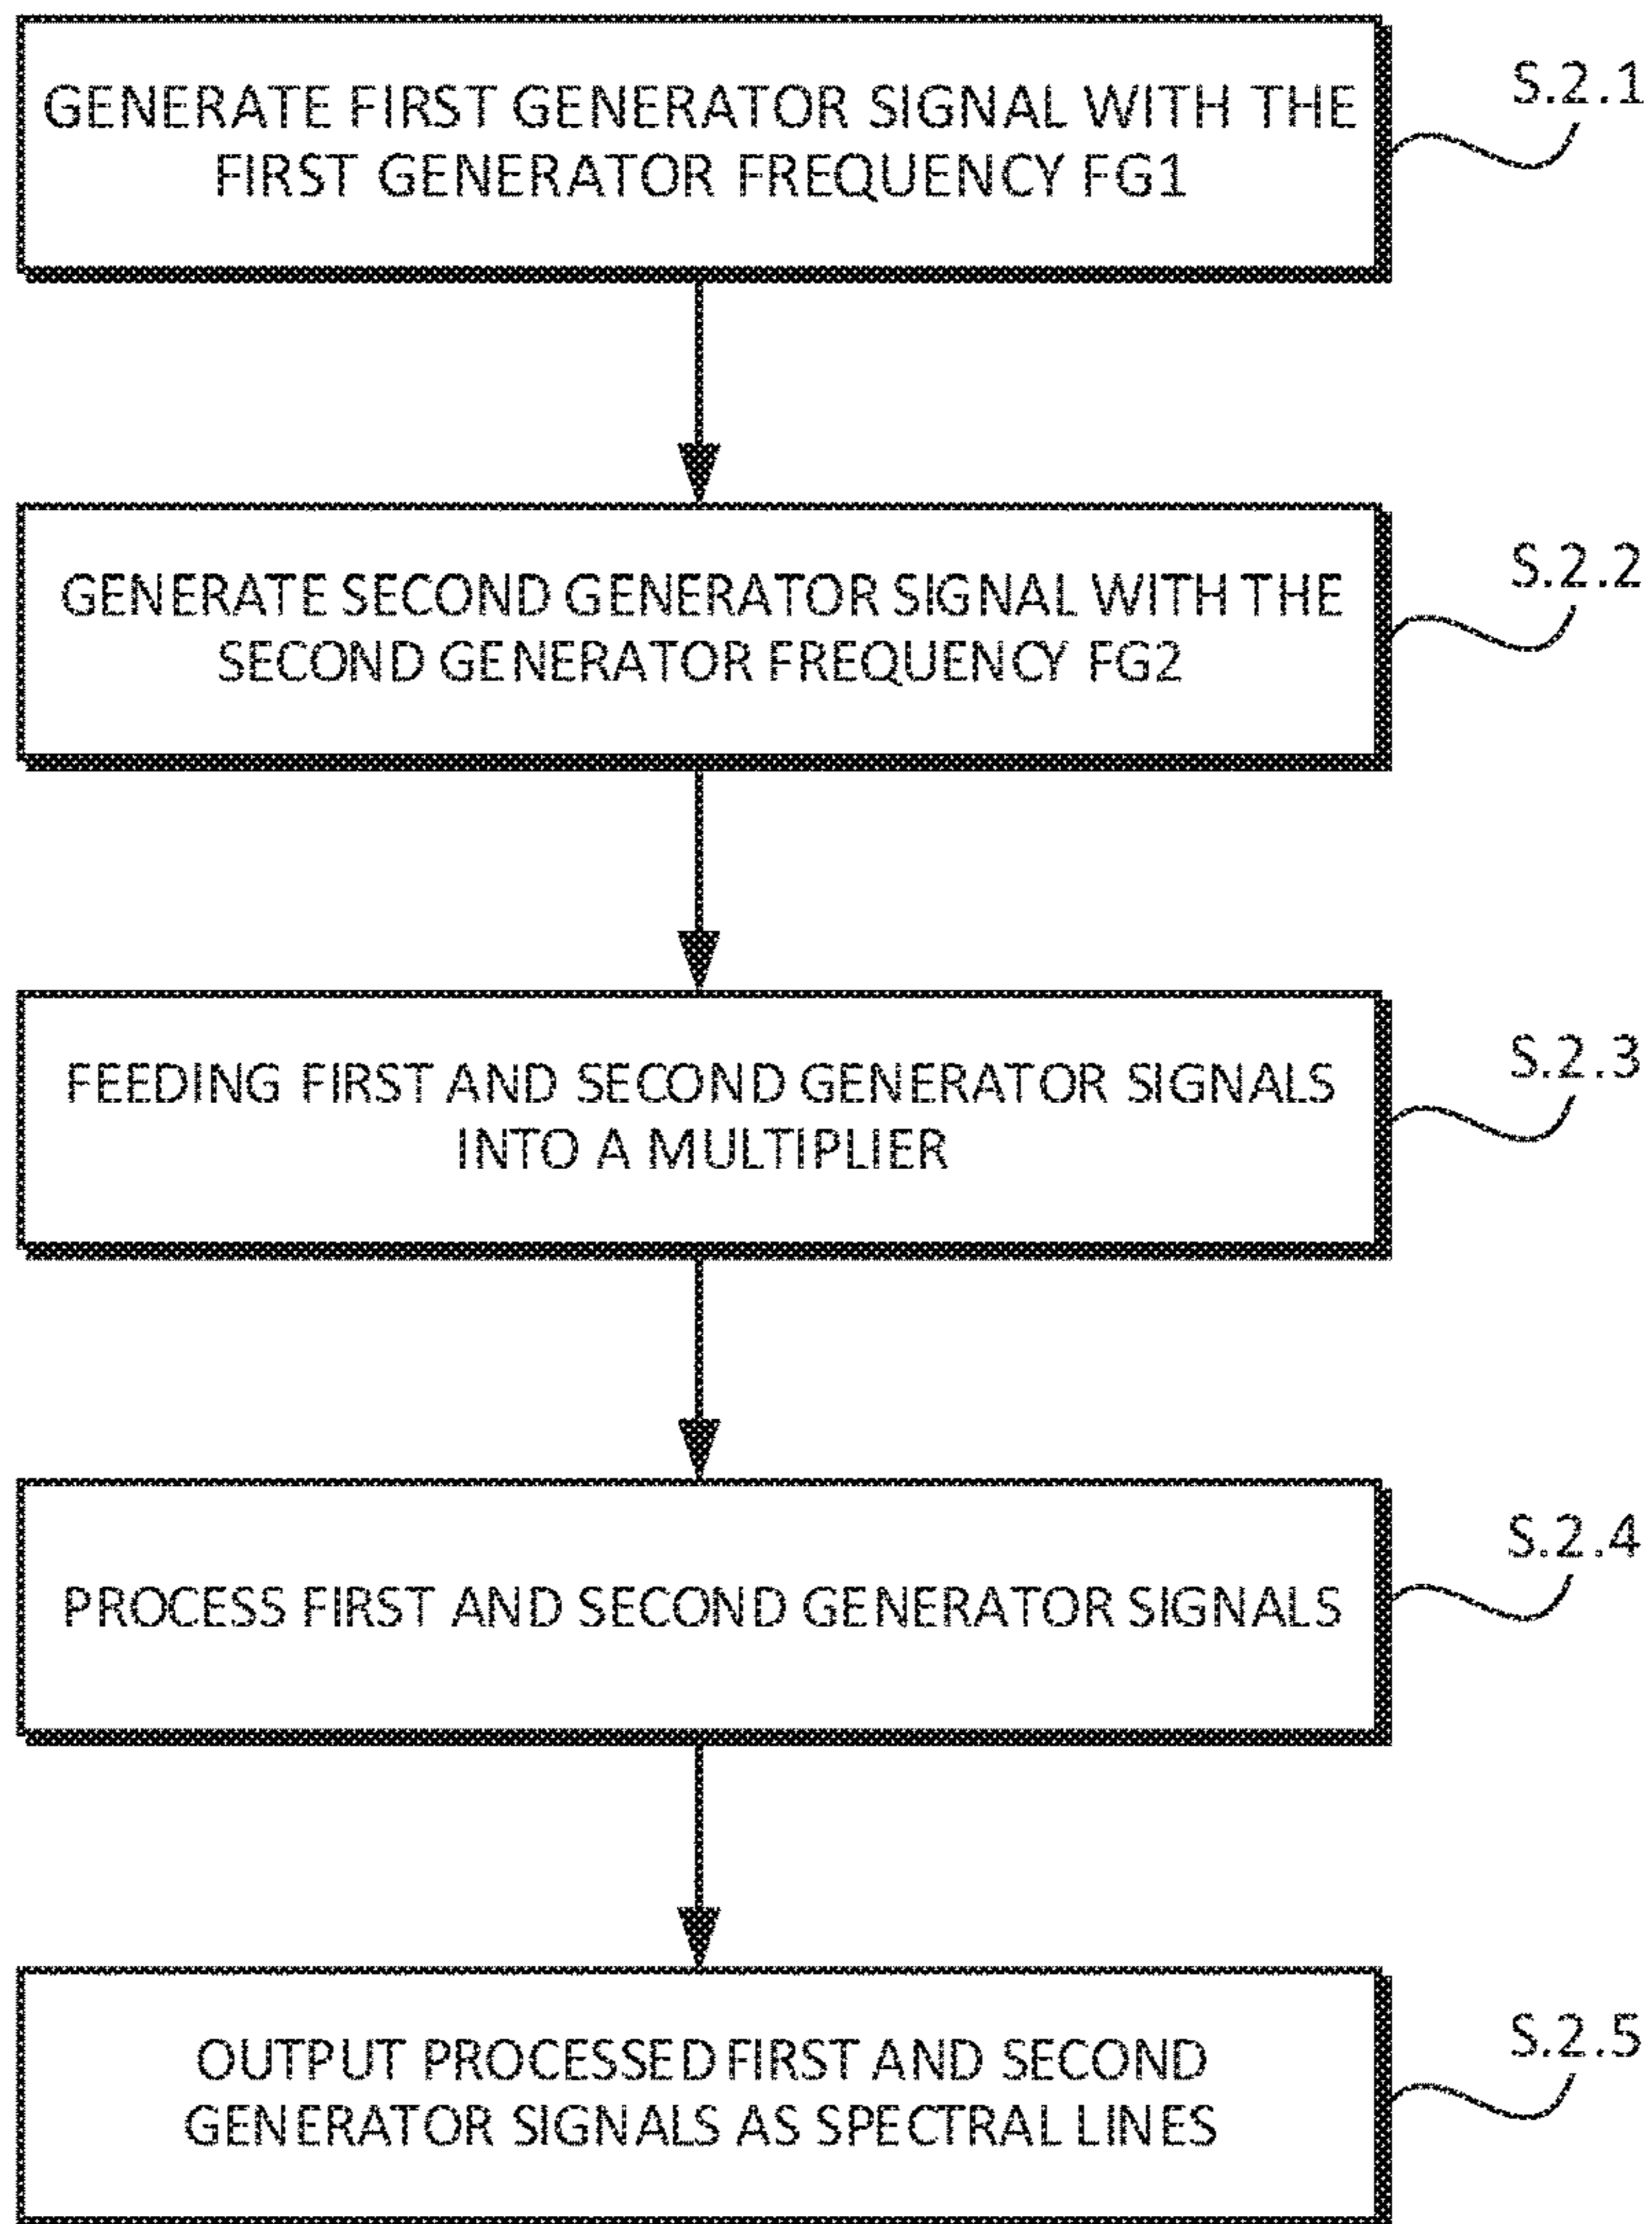 GENERATE FIRST GENERATOR SIGNAL WITH THE
FIRST GENERATOR FREQUENCY FG1
S.2.1
GENERATE SECOND GENERATOR SIGNAL WITH THE
SECOND GENERATOR FREQUENCY FG2
S.2.2
FEEDING FIRST AND SECOND GENERATOR SIGNALS
INTO A MULTIPLIER
S.2.3
PROCESS FIRST AND SECOND GENERATOR SIGNALS
S.2.4
OUTPUT PROCESSED FIRST AND SECOND
GENERATOR SIGNALS AS SPECTRAL LINES
S.2.5